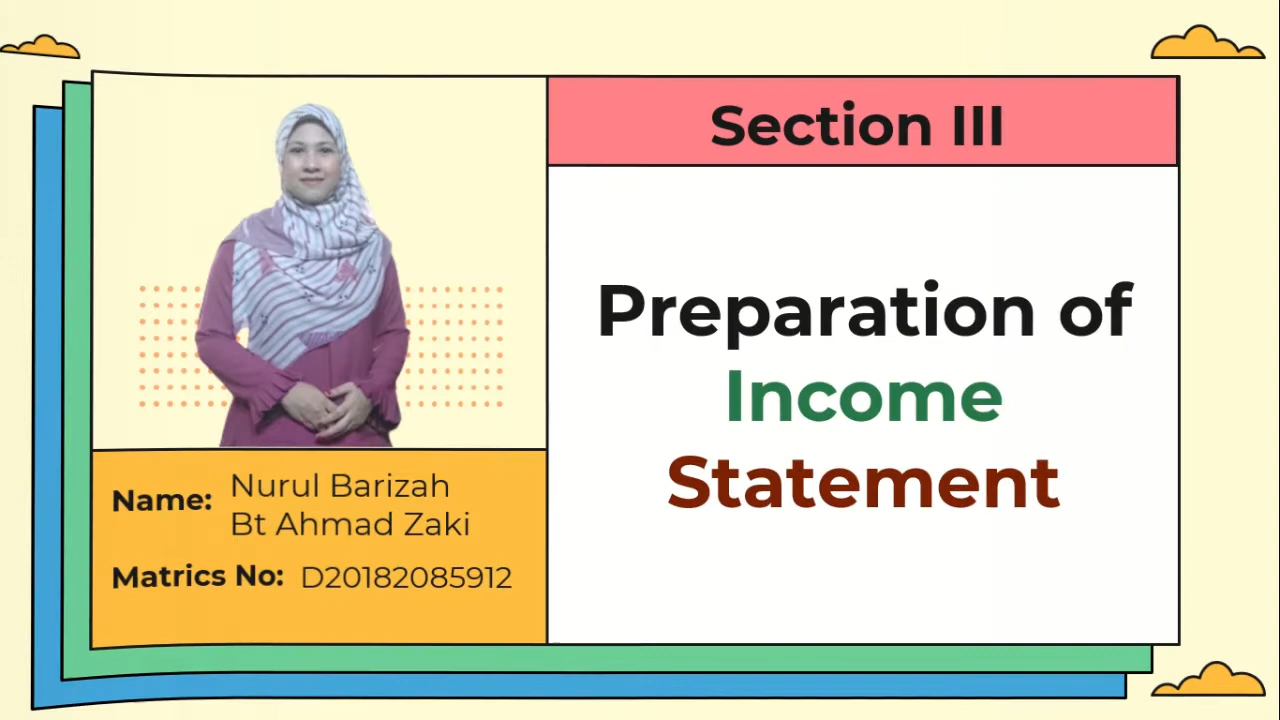 Section III
Preparation of
Income
Statement
Name: Nurul Barizah
Bt Ahmad Zaki
Matrics No: D20182085912